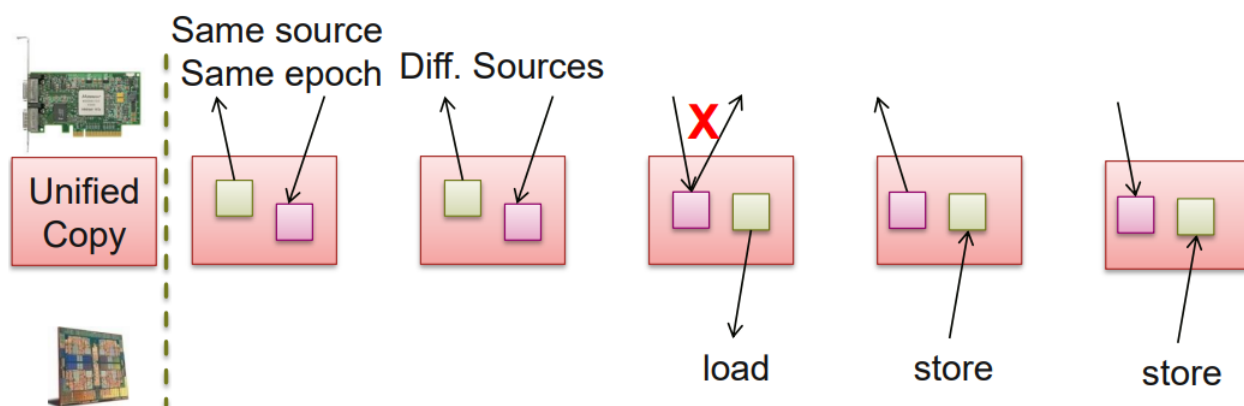 Same source
Same epoch
Diff. Sources
X
Unified
Copy
load
store
store